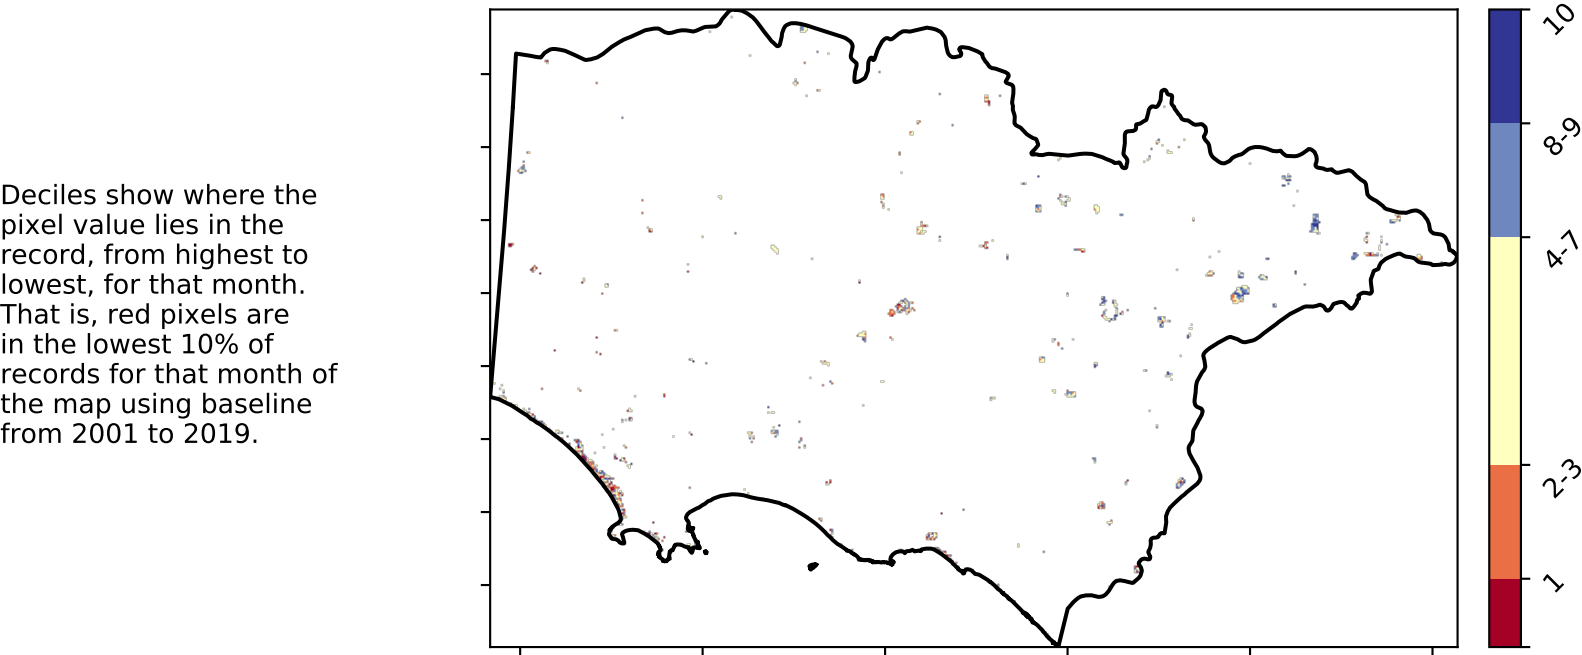 Deciles show where the
pixel value lies in the
record, from highest to
lowest, for that month.
That is, red pixels are
in the lowest 10% of
records for that month of
the map using baseline
from 2001 to 2019.
10
8-9
4-7
2-3
1